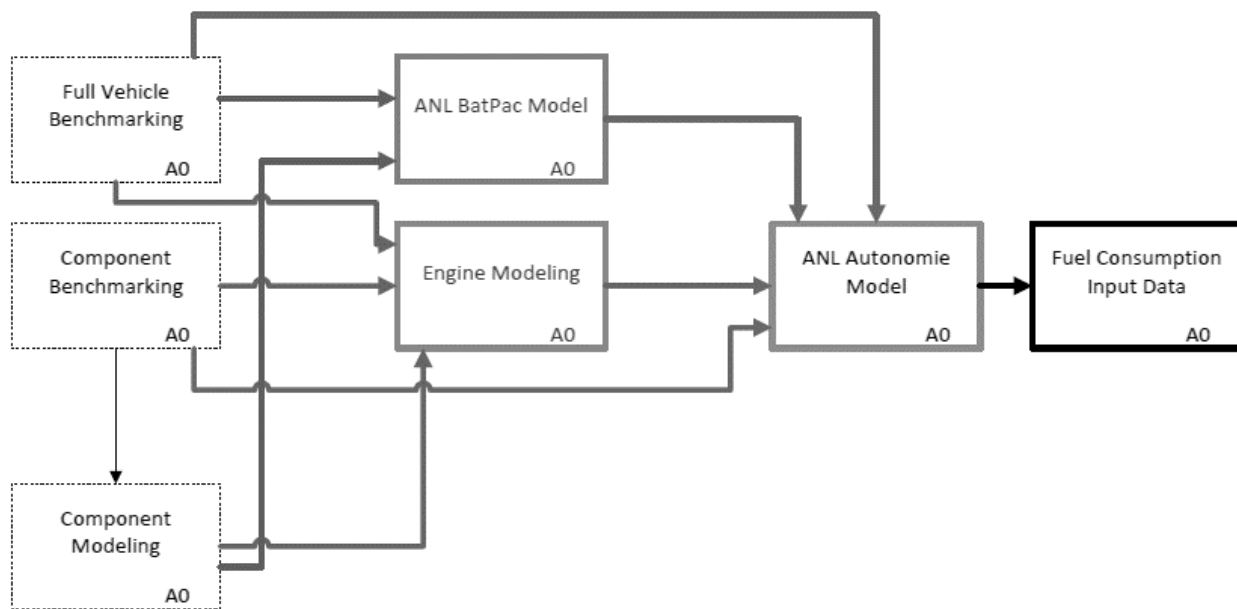 Full Vehicle
Benchmarking
A0
ANL BatPac Model
A0
Component
Benchmarking
A0
Engine Modeling
A0
ANL Autonomie
Model
A0
Fuel Consumption
Input Data
A0
Component
Modeling
A0